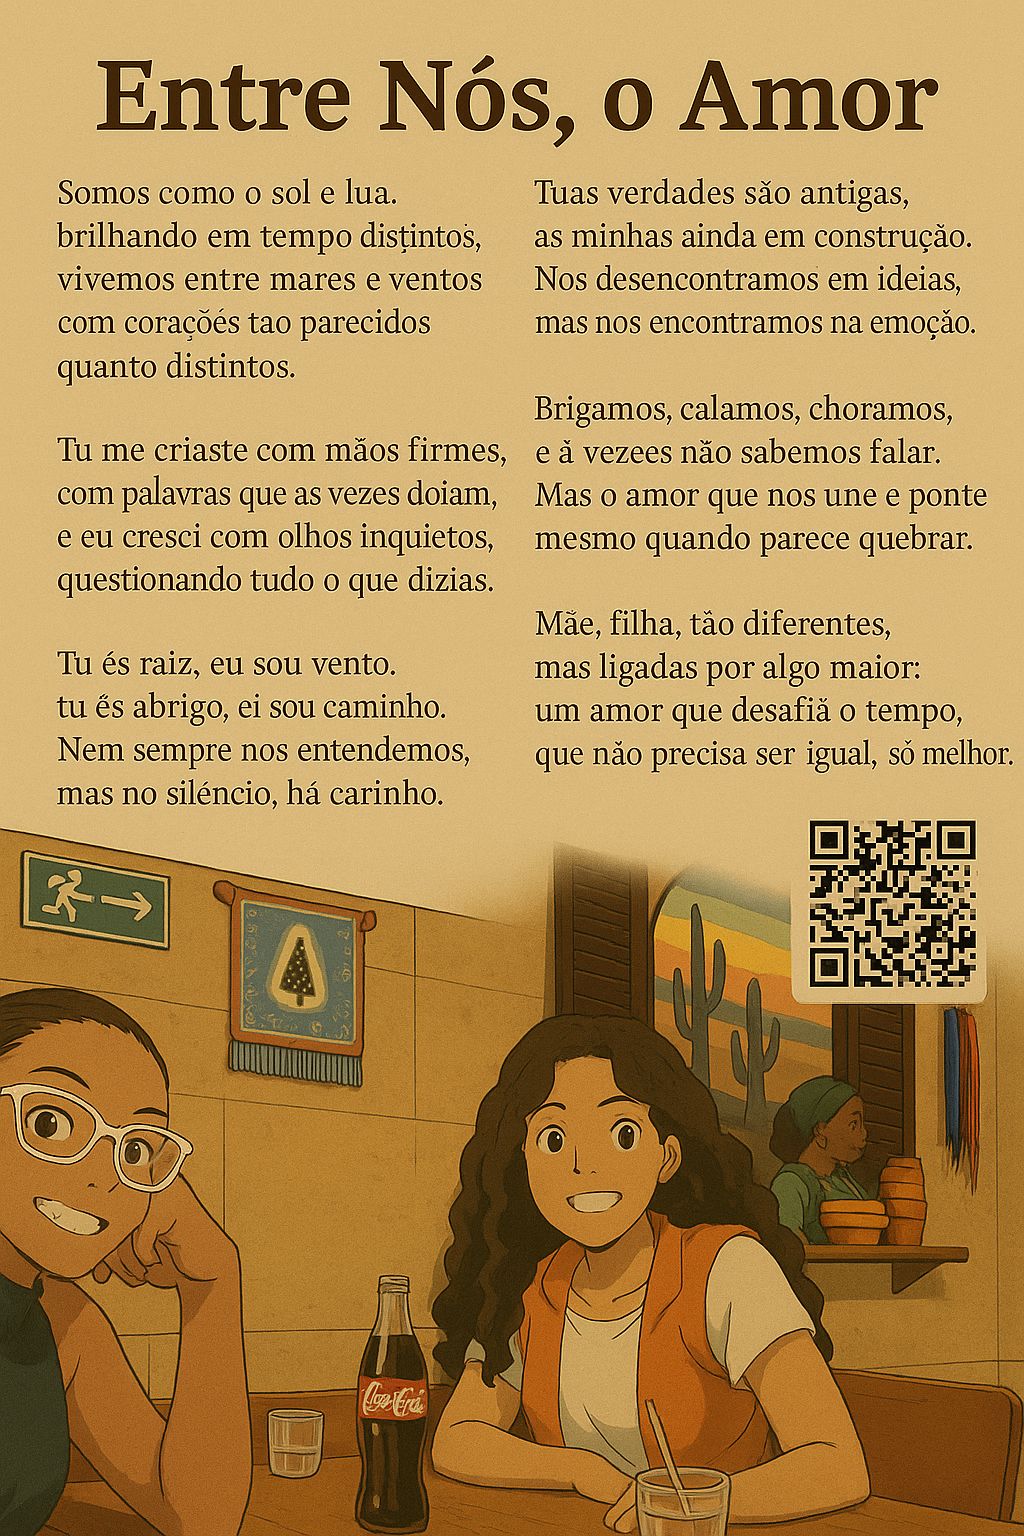 Entre Nós, o Amor
Somos como o sol e lua.
brilhando em tempo distintos,
vivemos entre mares e ventos
com corações tao parecidos
quanto distintos.
Tu me criaste com mãos firmes,
com palavras que as vezes doiam,
e eu cresci com olhos inquietos,
questionando tudo o que dizias.
Tu és raiz, eu sou vento.
tu és abrigo, ei sou caminho.
Nem sempre nos entendemos,
mas no siléncio, há carinho.
Tuas verdades são antigas,
as minhas ainda em construção.
Nos desencontramos em ideias,
mas nos encontramos na emoção.
Brigamos, calamos, choramos,
e ă vezees não sabemos falar.
Mas o amor que nos une e ponte
mesmo quando parece quebrar.
Mãe, filha, tão diferentes,
mas ligadas por algo maior:
um amor que desafiă o tempo,
que não precisa ser igual, só melhor.